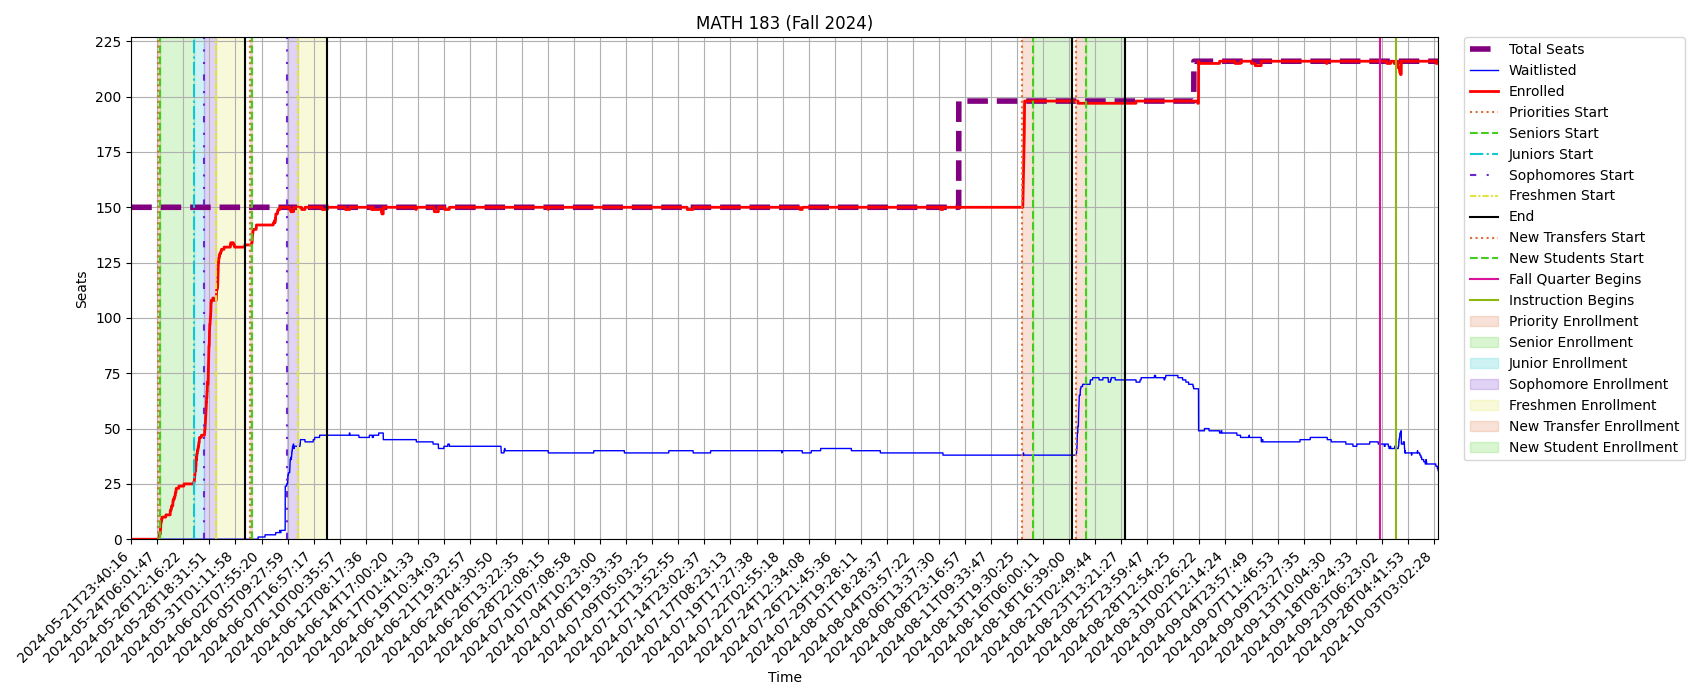 MATH 183 (Fall 2024)
Seats
225
200
175
150
125
100
75
50
25
0
2024-05-21T23:40:16
2024-05-24T06:01:47
2024-05-26T12:16:22
2024-05-28T18:31:51
2024-05-31T01:11:58
2024-06-02T07:55:20
2024-06-05T09:27:59
2024-06-07T16:57:17
2024-06-10T00:35:57
2024-06-12T08:17:36
2024-06-14T17:00:20
2024-06-17T01:41:33
2024-06-19T10:34:03
2024-06-21T19:32:57
2024-06-24T04:30:50
2024-06-26T13:22:35
2024-06-28T22:08:15
2024-07-01T07:08:58
2024-07-04T10:23:00
2024-07-06T19:33:35
2024-07-09T05:03:25
2024-07-12T13:52:55
2024-07-14T23:02:37
2024-07-17T08:23:13
2024-07-19T17:27:38
2024-07-22T02:55:18
2024-07-24T12:34:08
2024-07-26T21:45:36
2024-07-29T19:28:11
2024-08-01T18:28:37
2024-08-04T03:57:22
2024-08-06T13:37:30
2024-08-08T23:16:57
2024-08-11T09:33:47
2024-08-13T19:30:25
2024-08-16T06:00:11
2024-08-18T16:39:00
2024-08-21T02:49:44
2024-08-23T13:21:27
2024-08-25T23:59:47
2024-08-28T12:54:25
2024-08-31T00:26:22
2024-09-02T12:14:24
2024-09-04T23:57:49
2024-09-07T11:46:53
2024-09-09T23:27:35
2024-09-13T10:04:30
2024-09-18T08:24:33
2024-09-23T06:23:02
2024-09-28T04:41:53
2024-10-03T03:02:28
Time
Total Seats
Waitlisted
Enrolled
Priorities Start
Seniors Start
Juniors Start
Sophomores Start
Freshmen Start
End
New Transfers Start
New Students Start
Fall Quarter Begins
Instruction Begins
Priority Enrollment
Senior Enrollment
Junior Enrollment
Sophomore Enrollment
Freshmen Enrollment
New Transfer Enrollment
New Student Enrollment